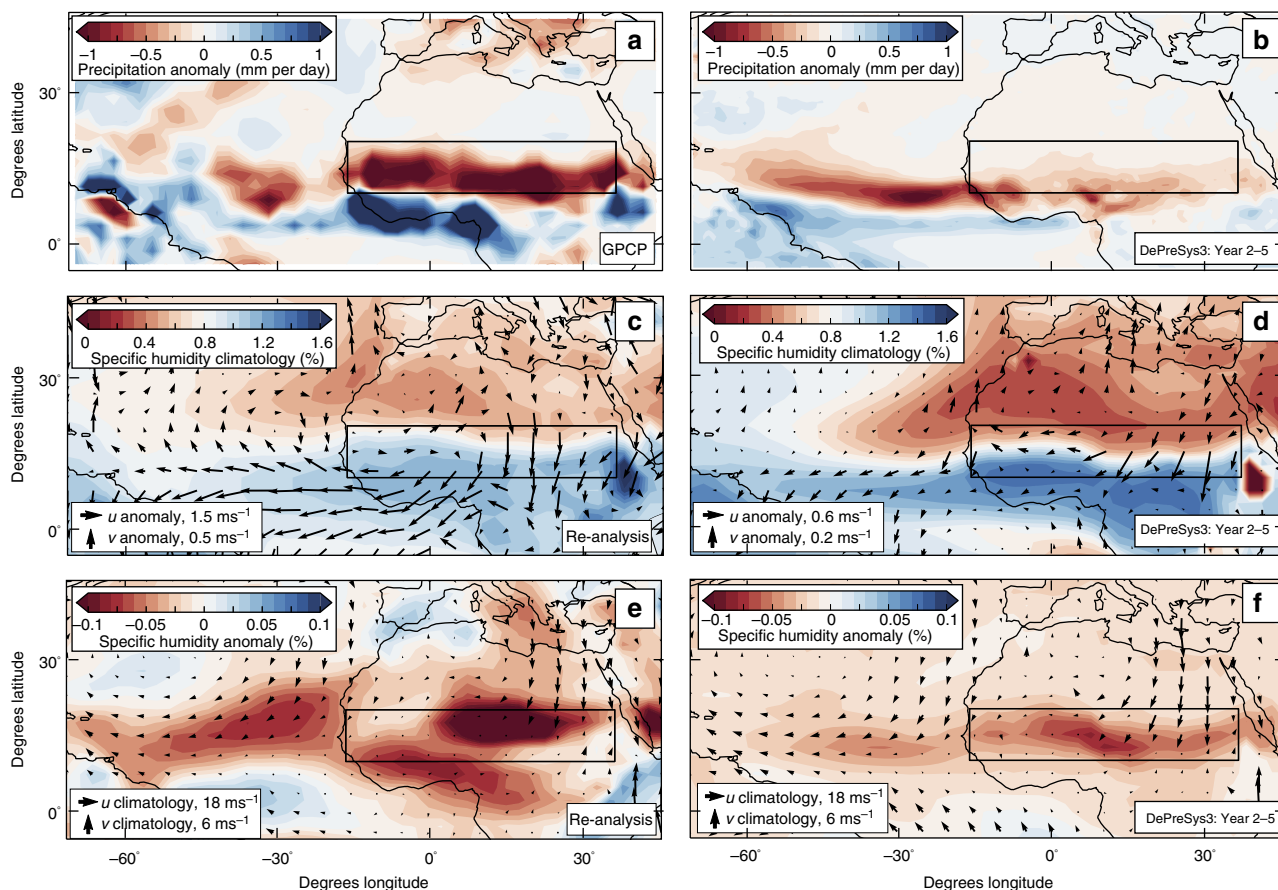 a
−1 −0.5 0 0.5 1
Precipitation anomaly (mm per day)
GPCP
b
−1 −0.5 0 0.5 1
Precipitation anomaly (mm per day)
DePreSys3: Year 2–5
Degrees latitude
30°
0°
c
0 0.4 0.8 1.2 1.6
Specific humidity climatology (%)
u anomaly, 1.5 ms⁻¹
v anomaly, 0.5 ms⁻¹
Re-analysis
d
0 0.4 0.8 1.2 1.6
Specific humidity climatology (%)
u anomaly, 0.6 ms⁻¹
v anomaly, 0.2 ms⁻¹
DePreSys3: Year 2–5
Degrees latitude
30°
0°
e
−0.1 −0.05 0 0.05 0.1
Specific humidity anomaly (%)
u climatology, 18 ms⁻¹
v climatology, 6 ms⁻¹
Re-analysis
f
−0.1 −0.05 0 0.05 0.1
Specific humidity anomaly (%)
u climatology, 18 ms⁻¹
v climatology, 6 ms⁻¹
DePreSys3: Year 2–5
Degrees latitude
30°
0°
−60° −30° 0° 30°
Degrees longitude
−60° −30° 0° 30°
Degrees longitude